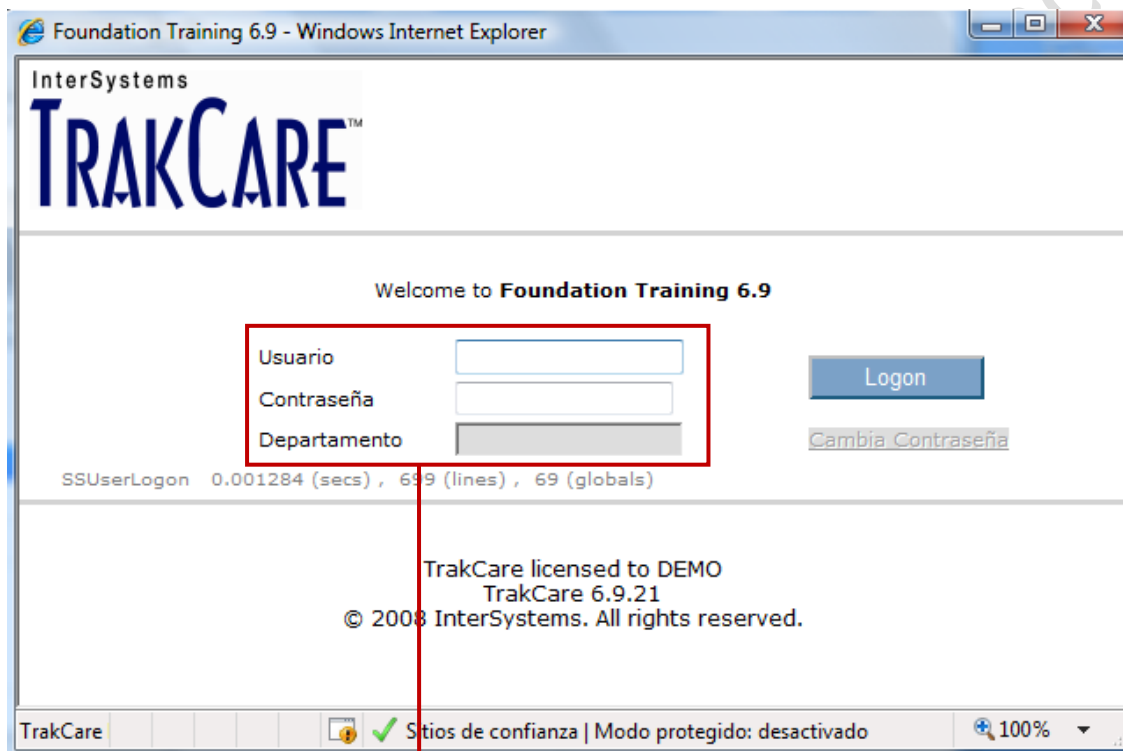 Foundation Training 6.9 - Windows Internet Explorer
InterSystems
TRAKCARE™
Welcome to Foundation Training 6.9
Usuario
Contraseña
Departamento
Logon
Cambia Contraseña
SSUserLogon 0.001284 (secs) , 699 (lines) , 69 (globals)
TrakCare licensed to DEMO
TrakCare 6.9.21
© 2008 InterSystems. All rights reserved.
TrakCare Sitios de confianza | Modo protegido: desactivado 100%